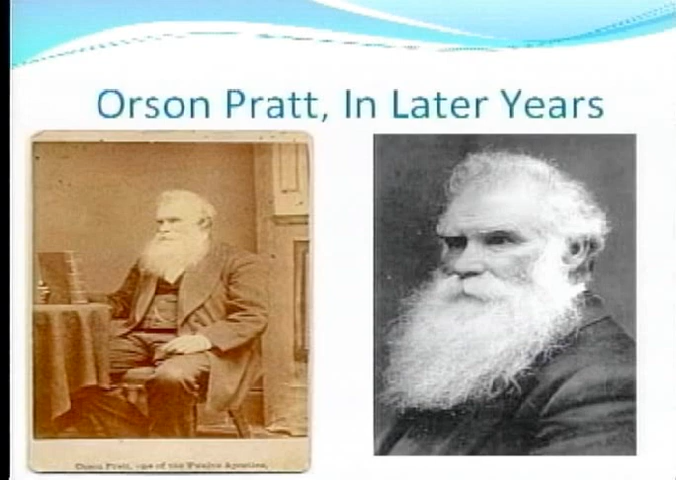 Orson Pratt, In Later Years
Orson Pratt, one of the Twelve Apostles,